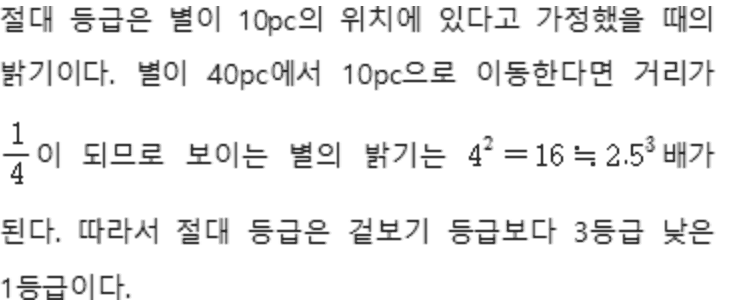 절대 등급은 별이 10pc의 위치에 있다고 가정했을 때의
밝기이다. 별이 40pc에서 10pc으로 이동한다면 거리가
1/4이 되므로 보이는 별의 밝기는 4² = 16 ≒ 2.5³배가
된다. 따라서 절대 등급은 겉보기 등급보다 3등급 낮은
1등급이다.